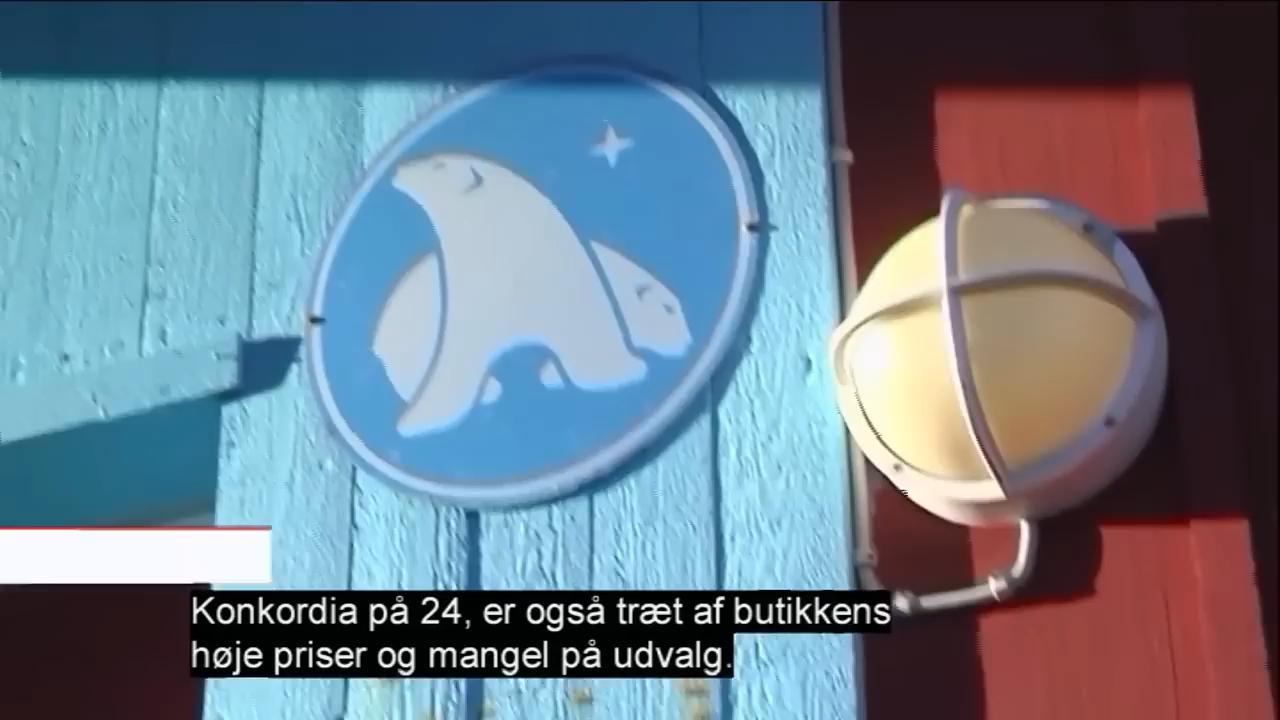 Konkordia på 24, er også træt af butikkens
høje priser og mangel på udvalg.